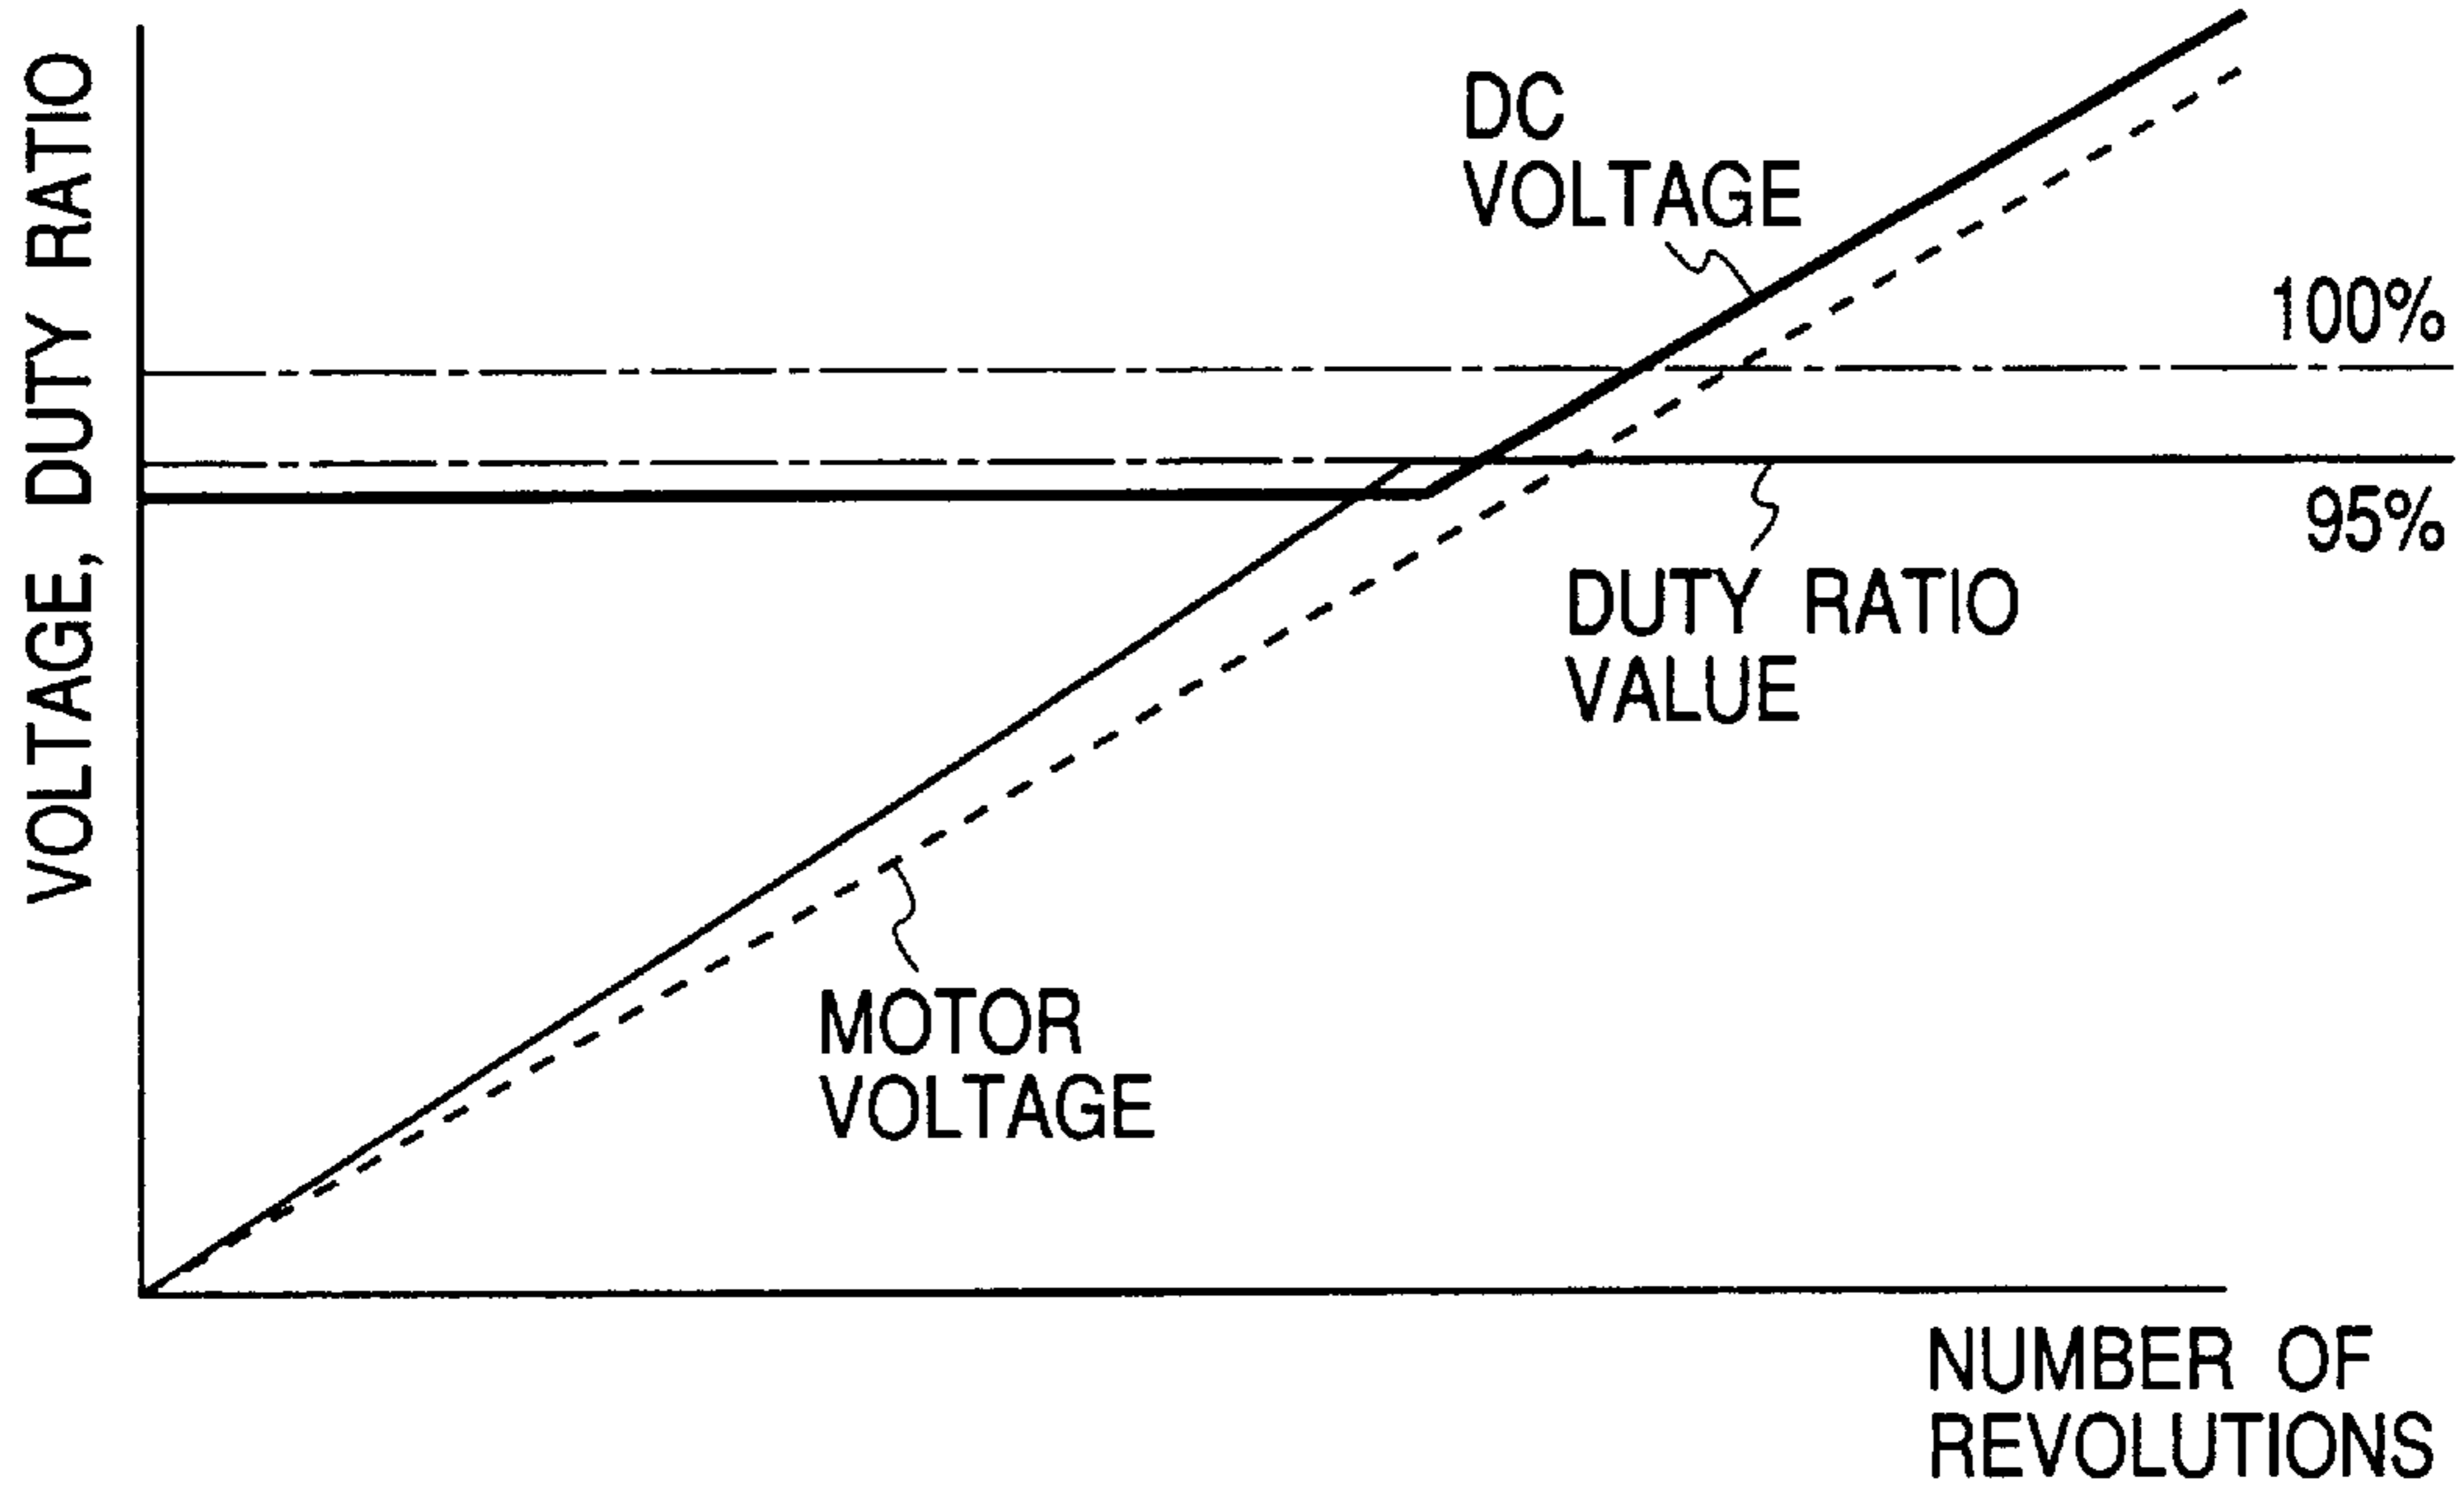 VOLTAGE, DUTY RATIO
DC
VOLTAGE
100%
95%
DUTY RATIO
VALUE
MOTOR
VOLTAGE
NUMBER OF
REVOLUTIONS